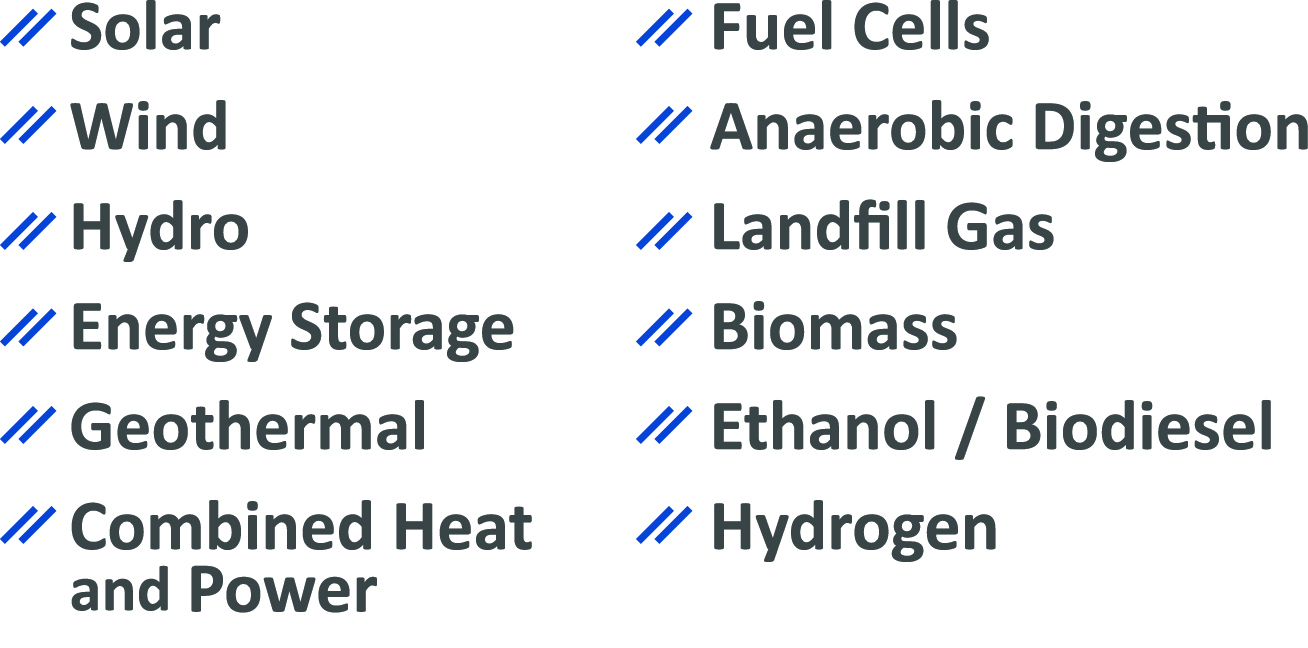 Solar
Wind
Hydro
Energy Storage
Geothermal
Combined Heat
and Power
Fuel Cells
Anaerobic Digestion
Landfill Gas
Biomass
Ethanol / Biodiesel
Hydrogen